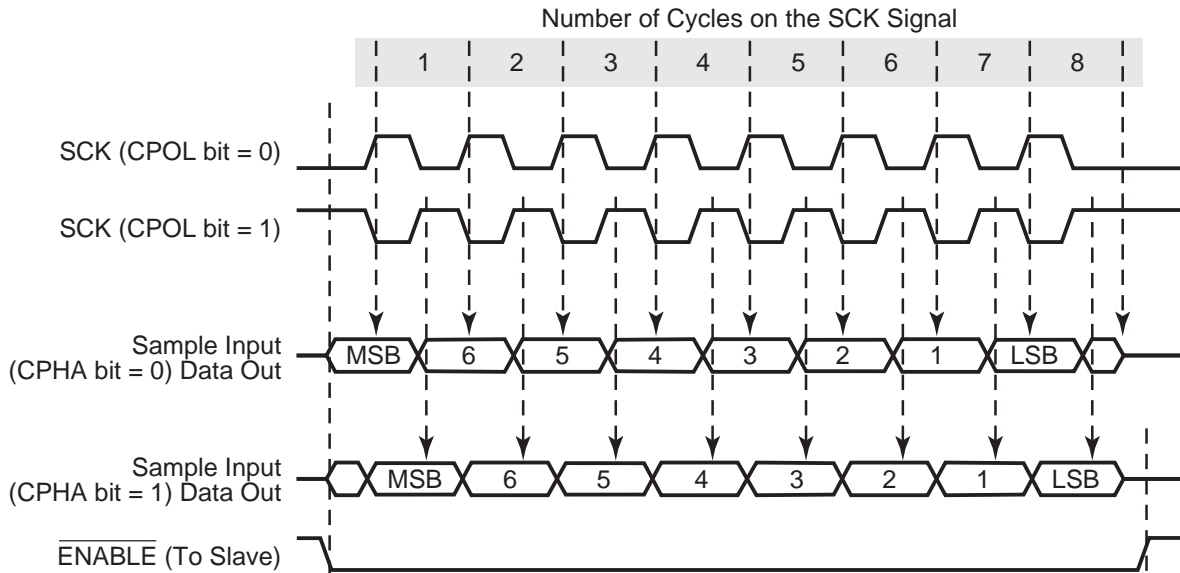 Number of Cycles on the SCK Signal
1 2 3 4 5 6 7 8
SCK (CPOL bit = 0)
SCK (CPOL bit = 1)
Sample Input
(CPHA bit = 0) Data Out
MSB 6 5 4 3 2 1 LSB
Sample Input
(CPHA bit = 1) Data Out
MSB 6 5 4 3 2 1 LSB
ENABLE (To Slave)